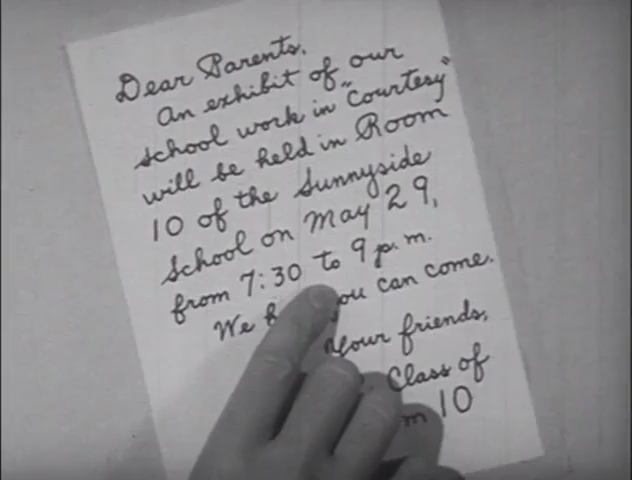 Dear Parents,
An exhibit of our
school work in "Courtesy"
will be held in Room
10 of the Sunnyside
School on May 29,
from 7:30 to 9 p.m.
We you can come.
Your friends,
Class of
10